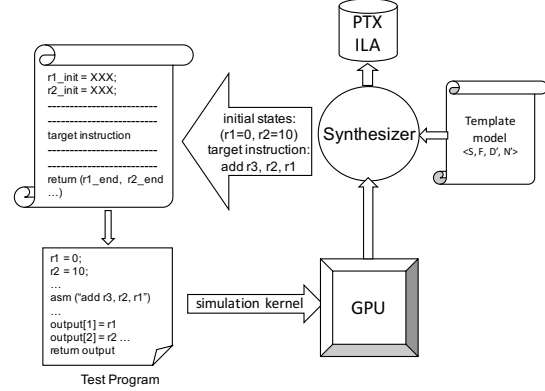 PTX
ILA
r1_init = XXX;
r2_init = XXX;
--------------------------
--------------------------
target instruction
--------------------------
--------------------------
return (r1_end, r2_end
…)
initial states:
(r1=0, r2=10)
target instruction:
add r3, r2, r1
Synthesizer
Template
model
<S, F, D’, N’>
r1 = 0;
r2 = 10;
…
asm (“add r3, r2, r1”)
…
output[1] = r1
output[2] = r2 …
return output
simulation kernel
GPU
Test Program